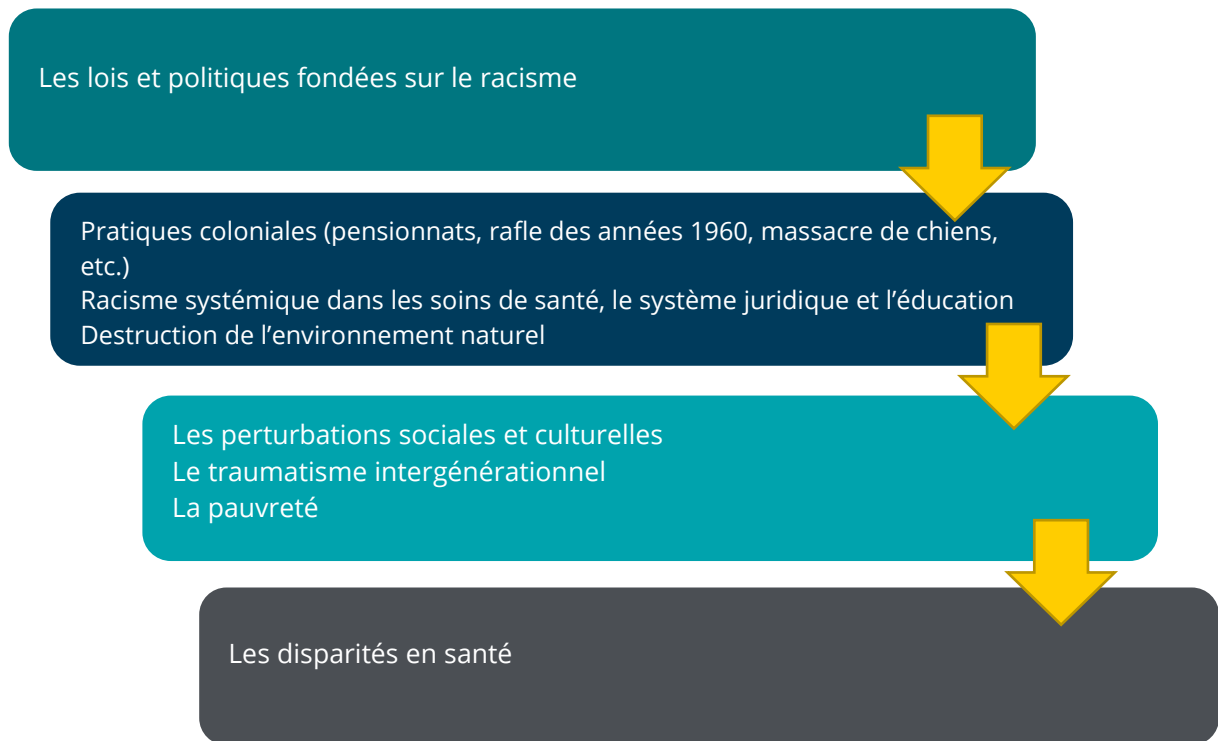 Les lois et politiques fondées sur le racisme
Pratiques coloniales (pensionnats, rafle des années 1960, massacre de chiens,
etc.)
Racisme systémique dans les soins de santé, le système juridique et l’éducation
Destruction de l’environnement naturel
Les perturbations sociales et culturelles
Le traumatisme intergénérationnel
La pauvreté
Les disparités en santé